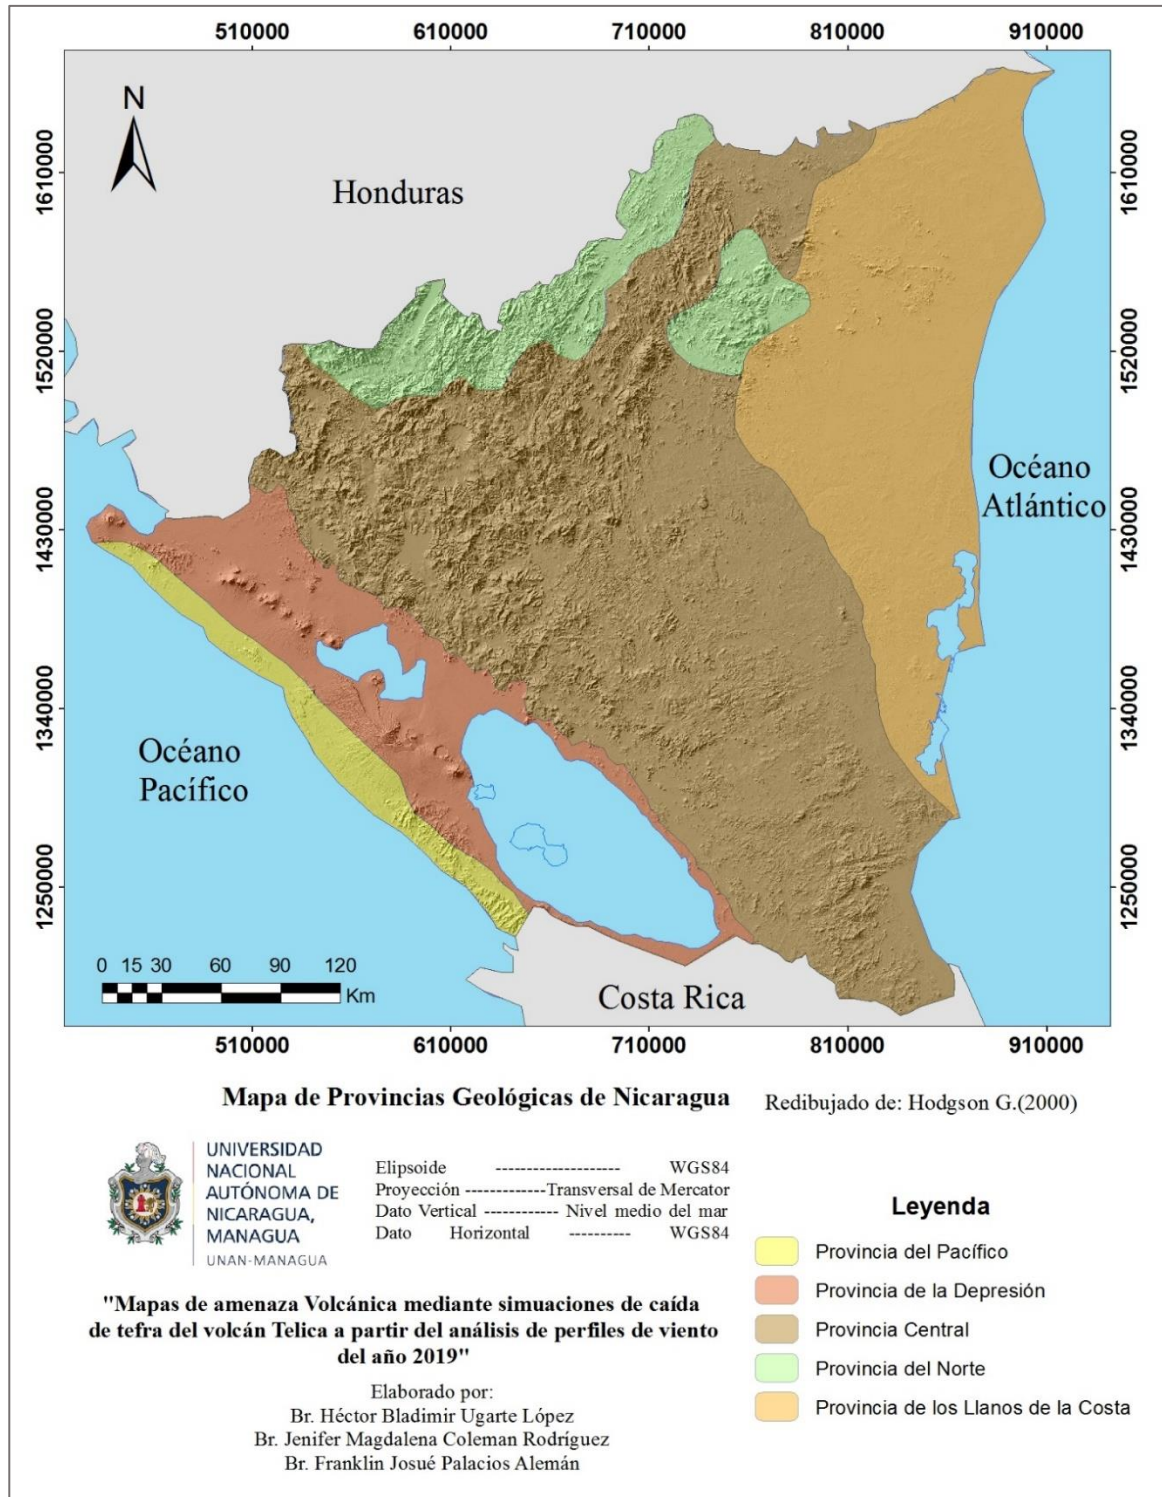 510000 610000 710000 810000 910000
N
1610000
1610000
Honduras
1520000
1520000
Océano
Atlántico
1430000
1430000
1340000
1340000
Océano
Pacífico
1250000
1250000
0 15 30 60 90 120
Km
Costa Rica
510000 610000 710000 810000 910000
Mapa de Provincias Geológicas de Nicaragua
Redibujado de: Hodgson G.(2000)
UNIVERSIDAD
NACIONAL
AUTÓNOMA DE
NICARAGUA,
MANAGUA
UNAN-MANAGUA
Elipsoide -------------------- WGS84
Proyección -------------Transversal de Mercator
Dato Vertical ------------ Nivel medio del mar
Dato Horizontal ---------- WGS84
"Mapas de amenaza Volcánica mediante simuaciones de caída
de tefra del volcán Telica a partir del análisis de perfiles de viento
del año 2019"
Elaborado por:
Br. Héctor Bladimir Ugarte López
Br. Jenifer Magdalena Coleman Rodríguez
Br. Franklin Josué Palacios Alemán
Leyenda
Provincia del Pacífico
Provincia de la Depresión
Provincia Central
Provincia del Norte
Provincia de los Llanos de la Costa